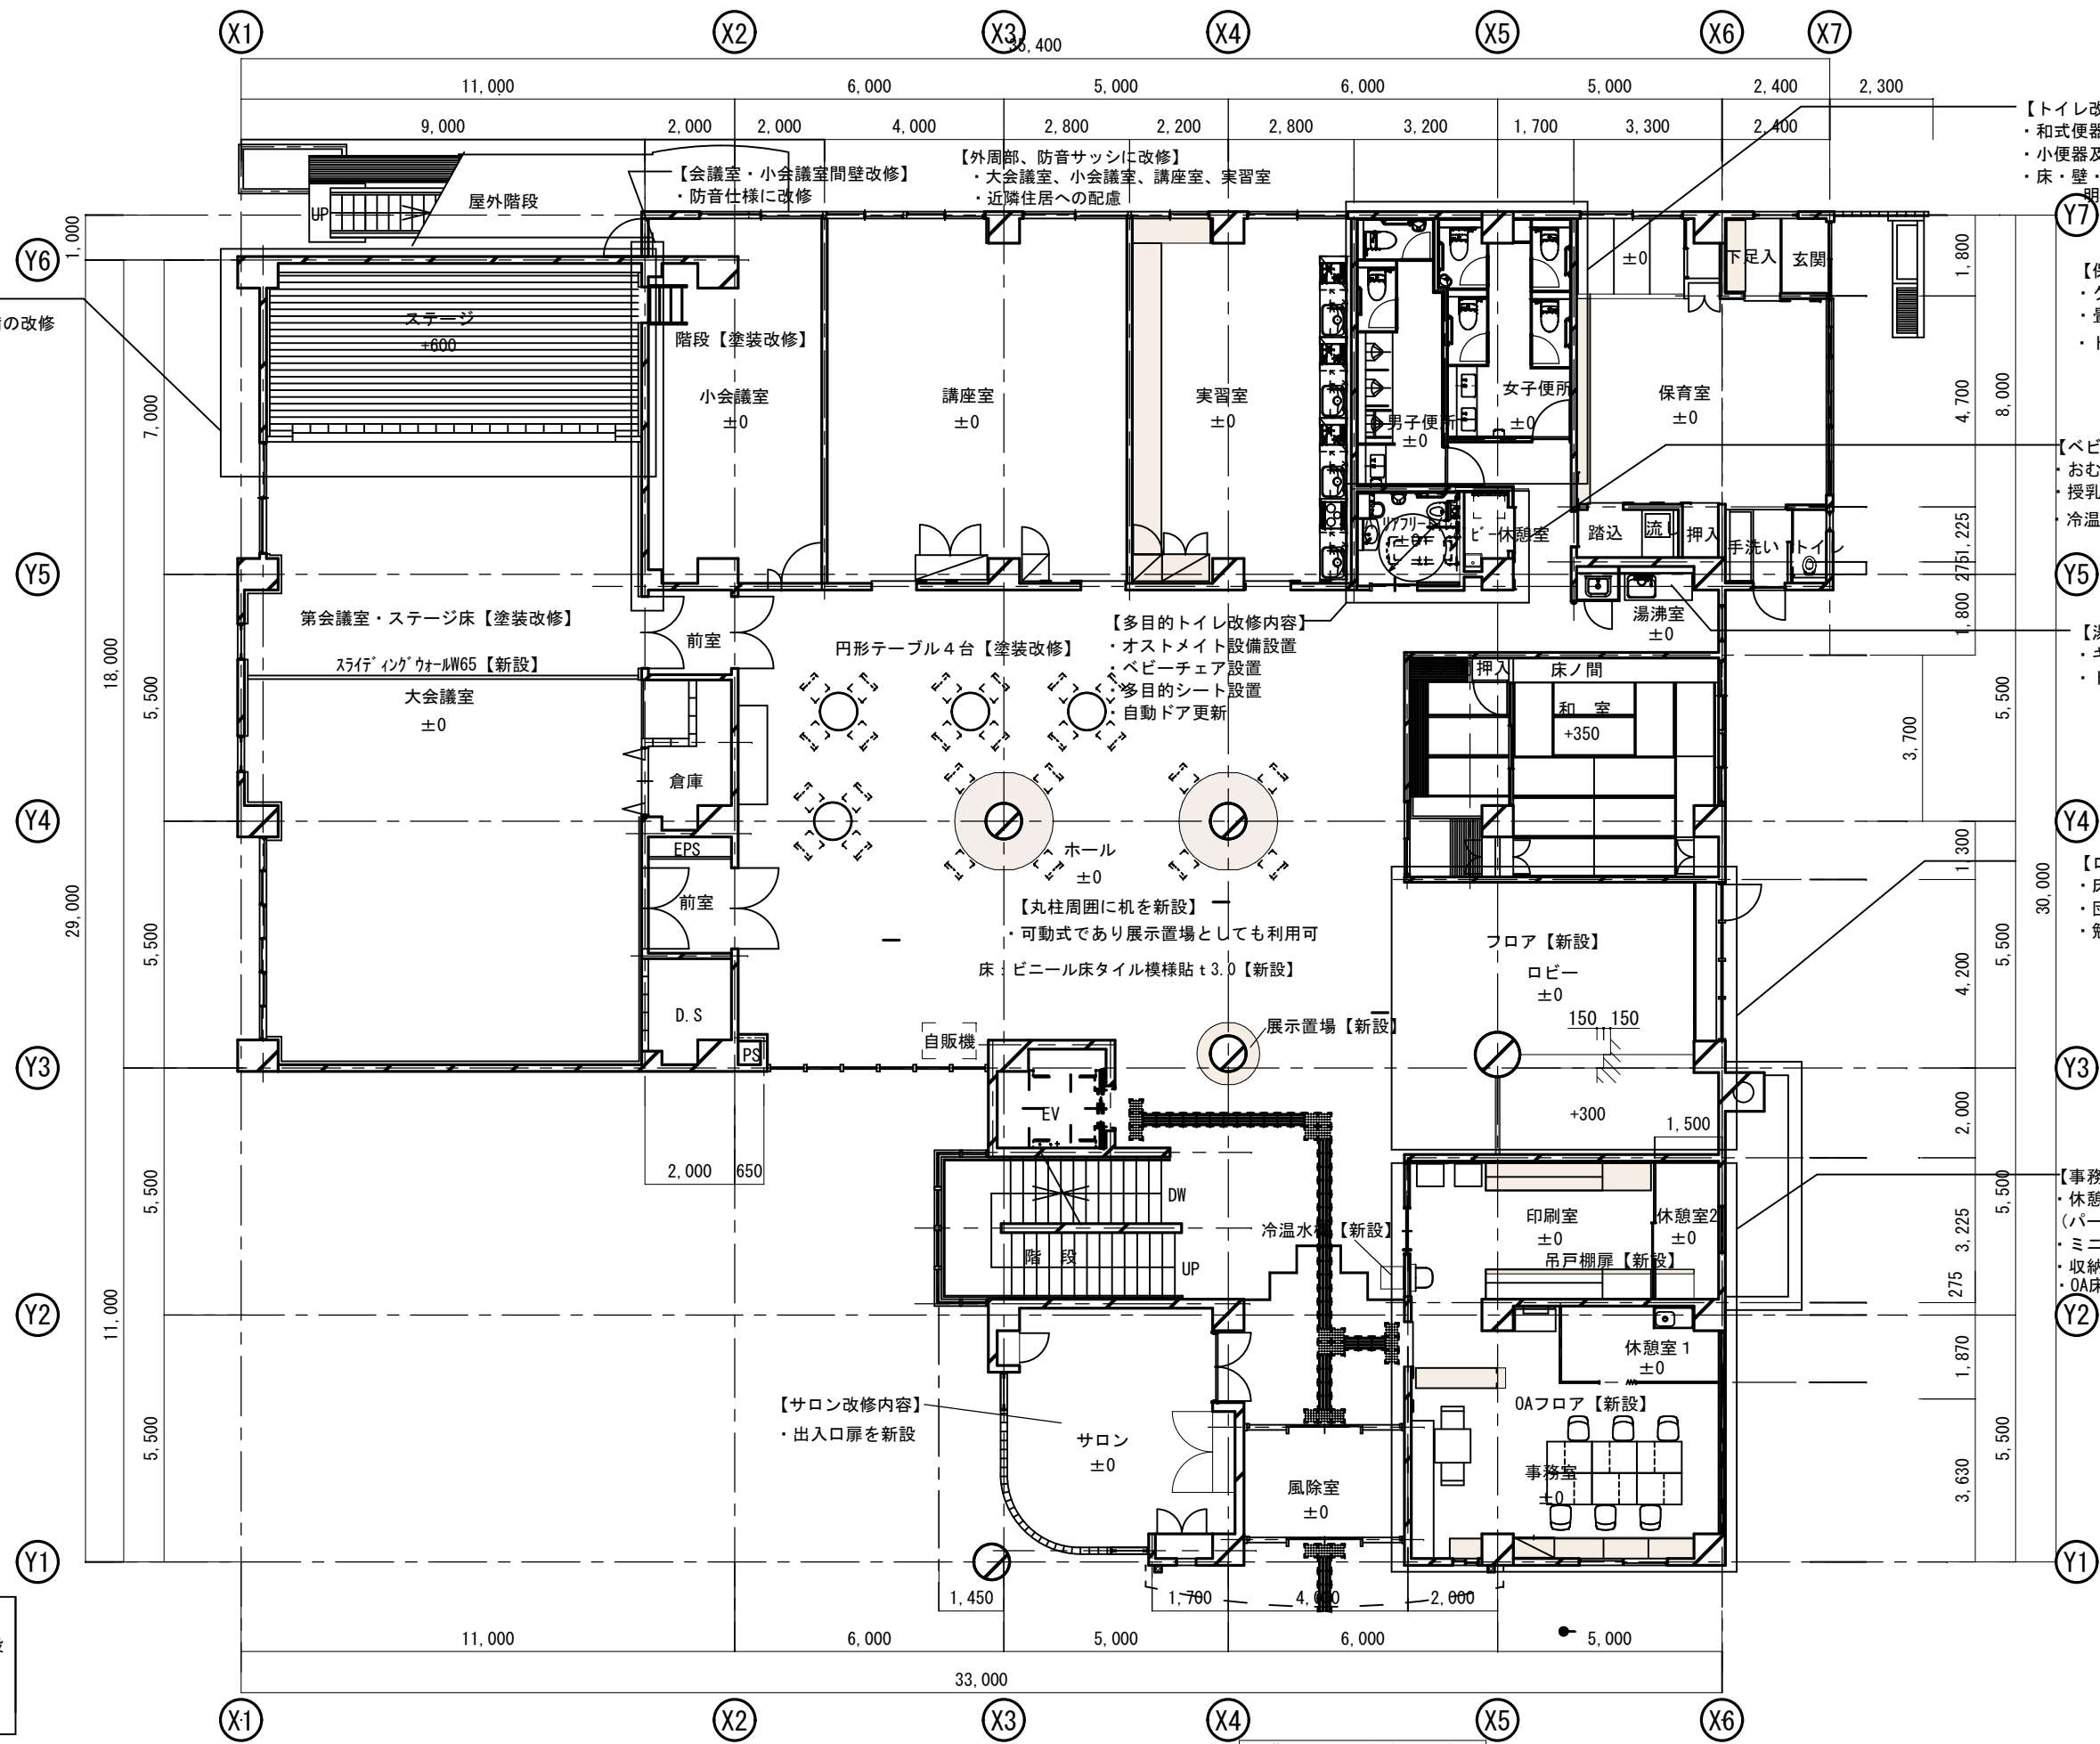 X1
X2
X3
X4
X5
X6
X7
35,400
11,000
6,000
5,000
6,000
5,000
2,400
2,300
9,000
2,000
2,000
4,000
2,800
2,200
2,800
3,200
1,700
3,300
2,400
【会議室・小会議室間壁改修】
・防音仕様に改修
【外周部、防音サッシに改修】
・大会議室、小会議室、講座室、実習室
・近隣住居への配慮
屋外階段
UP
【トイレ改
・和式便器
・小便器及
・床・壁・
明
Y7
Y6
1,000
の改修
ステージ
+600
階段【塗装改修】
小会議室
±0
講座室
±0
実習室
±0
男子便所
±0
女子便所
±0
±0
下足入
玄関
保育室
±0
1,800
4,700
8,000
7,000
【ベビ
・おむ
・授乳
・冷温
ビー休憩室
踏込
流し
押入
手洗い
トイレ
1,225
275
1,800
Y5
Y5
第会議室・ステージ床【塗装改修】
スライディングウォールW65【新設】
大会議室
±0
前室
円形テーブル４台【塗装改修】
【多目的トイレ改修内容】
・オストメイト設備設置
・ベビーチェア設置
・多目的シート設置
・自動ドア更新
湯沸室
±0
押入
床ノ間
和 室
+350
18,000
5,500
5,500
3,700
倉庫
Y4
Y4
EPS
前室
ホール
±0
【丸柱周囲に机を新設】
・可動式であり展示置場としても利用可
床：ビニール床タイル模様貼ｔ3.0【新設】
フロア【新設】
ロビー
±0
150
150
1,300
4,200
5,500
30,000
29,000
5,500
D.S
PS
自販機
展示置場【新設】
Y3
Y3
EV
+300
1,500
2,000
2,000
650
DW
階 段
UP
冷温水機【新設】
印刷室
±0
休憩室2
±0
吊戸棚扉【新設】
5,500
5,500
3,225
275
11,000
【事務
・休憩
（パー
・ミニ
・収納
・OA床
Y2
Y2
休憩室１
±0
1,870
OAフロア【新設】
【サロン改修内容】
・出入口扉を新設
サロン
±0
風除室
±0
事務室
±0
5,500
5,500
3,630
Y1
Y1
1,450
1,700
2,000
11,000
6,000
5,000
6,000
5,000
33,000
X1
X2
X3
X4
X5
X6